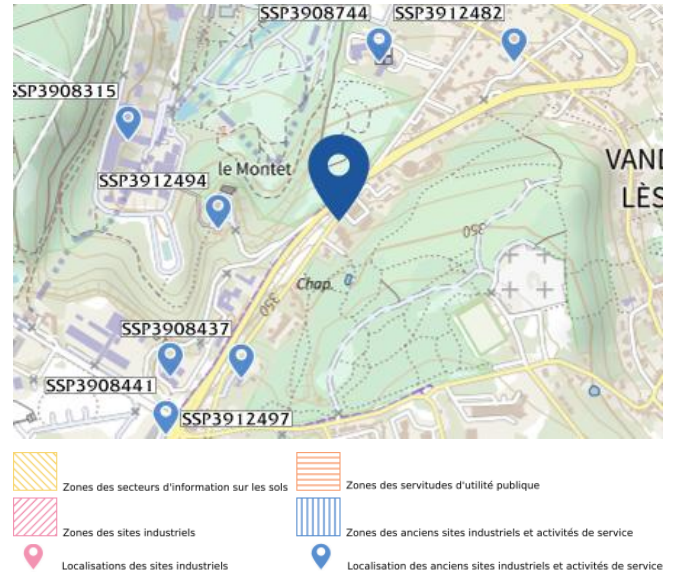 SSP3908744
SSP3912482
SSP3908315
VAND
LÈS
le Montet
SSP3912494
350
Chap.
350
SSP3908437
SSP3908441
SSP3912497
Zones des secteurs d'information sur les sols
Zones des servitudes d'utilité publique
Zones des sites industriels
Zones des anciens sites industriels et activités de service
Localisations des sites industriels
Localisation des anciens sites industriels et activités de service